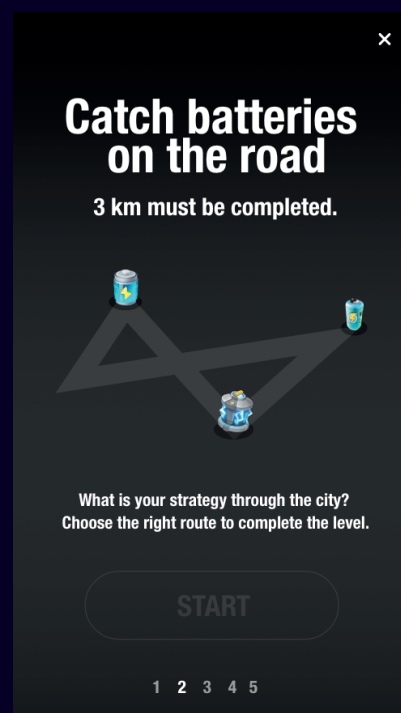 Catch batteries
on the road
3 km must be completed.
What is your strategy through the city?
Choose the right route to complete the level.
START
1 2 3 4 5